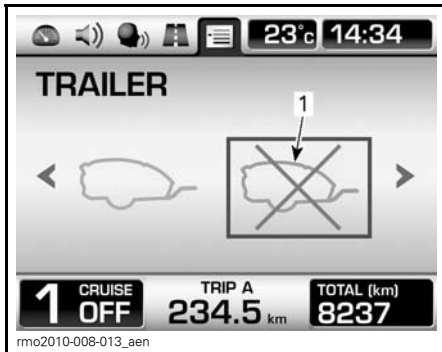 23°c 14:34
TRAILER
1
1 CRUISE OFF TRIP A 234.5 km TOTAL (km) 8237
rmo2010-008-013_aen